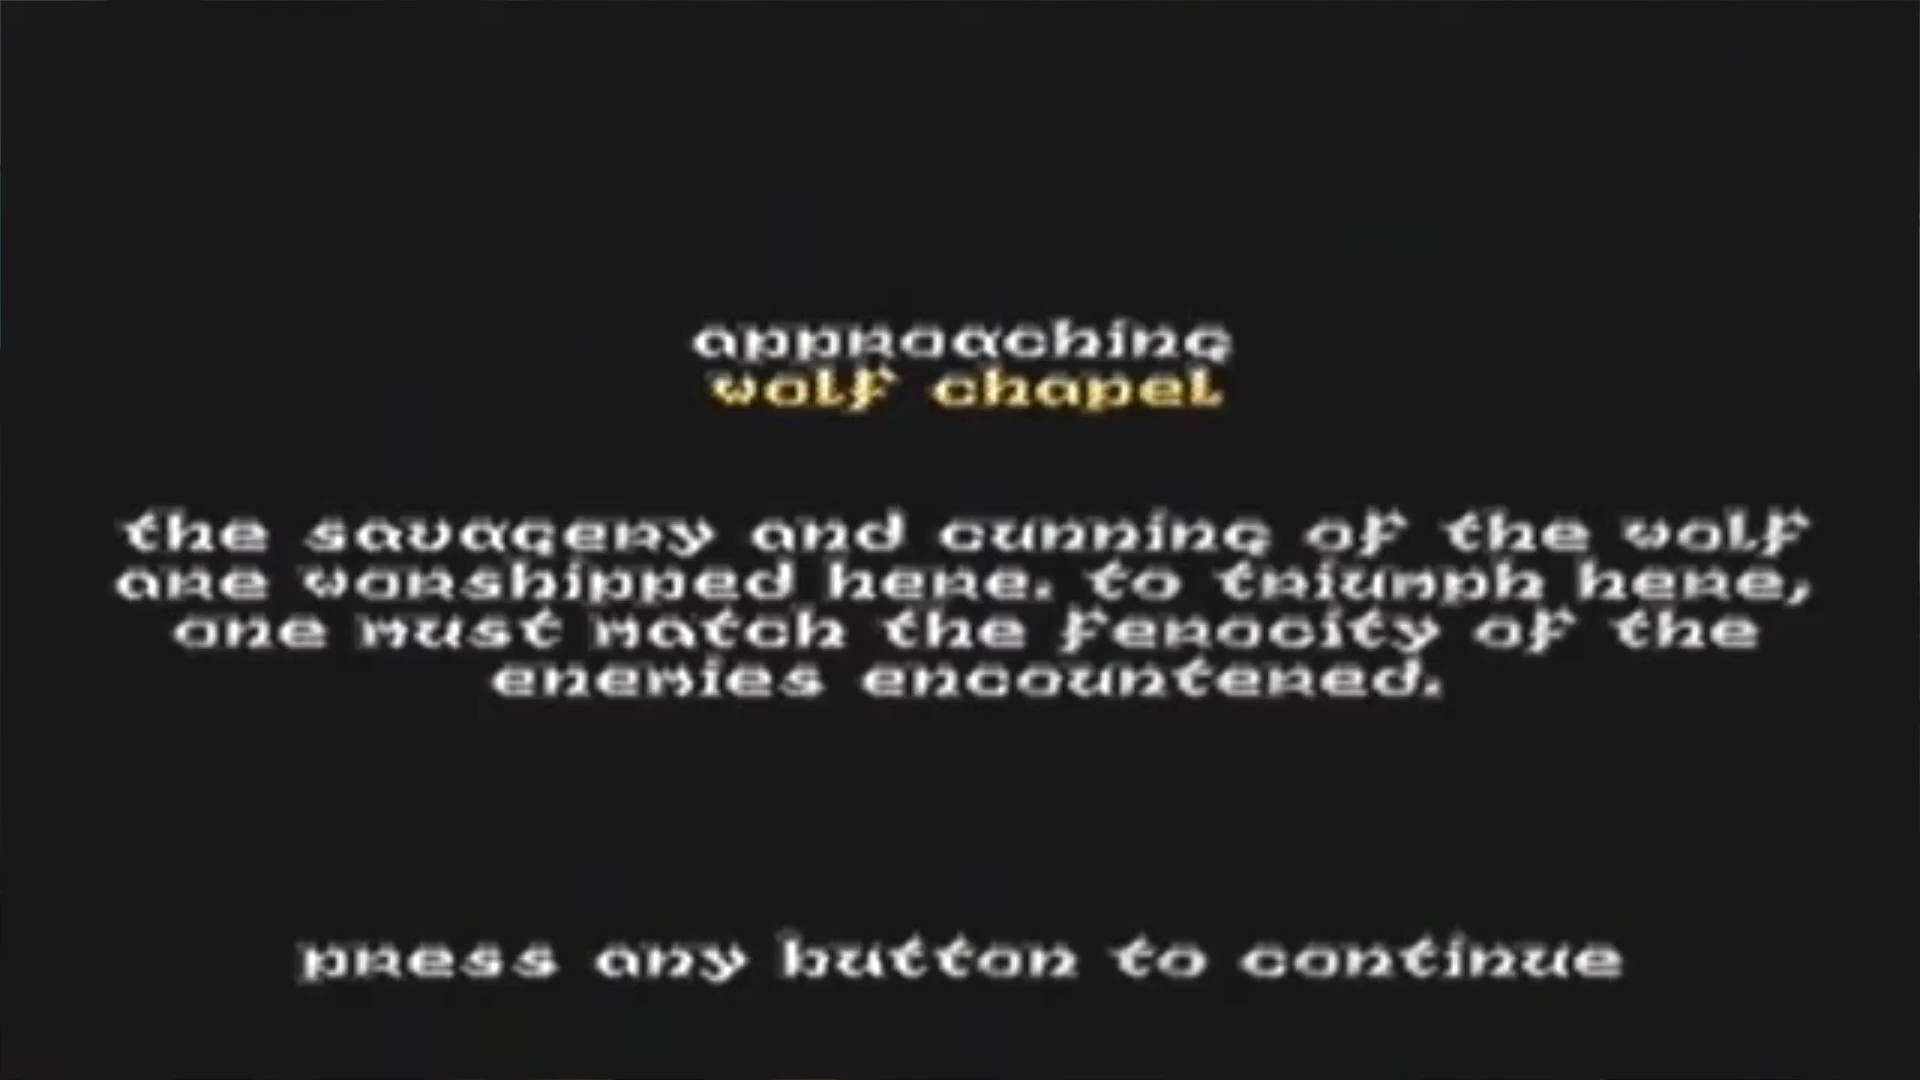 approaching
wolf chapel
the savagery and cunning of the wolf
are worshipped here. to triumph here,
one must match the ferocity of the
enemies encountered.
press any button to continue